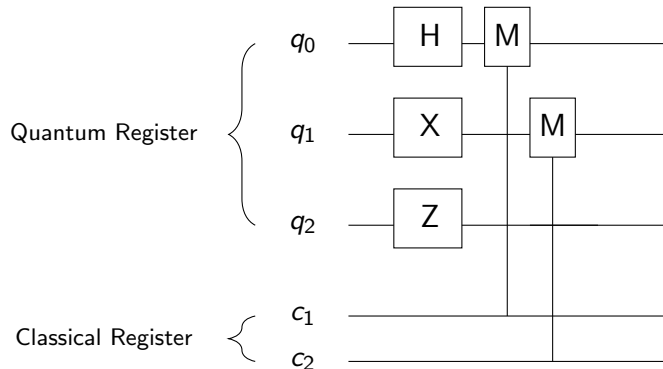 q₀ H M
Quantum Register q₁ X M
q₂ Z
c₁
Classical Register
c₂